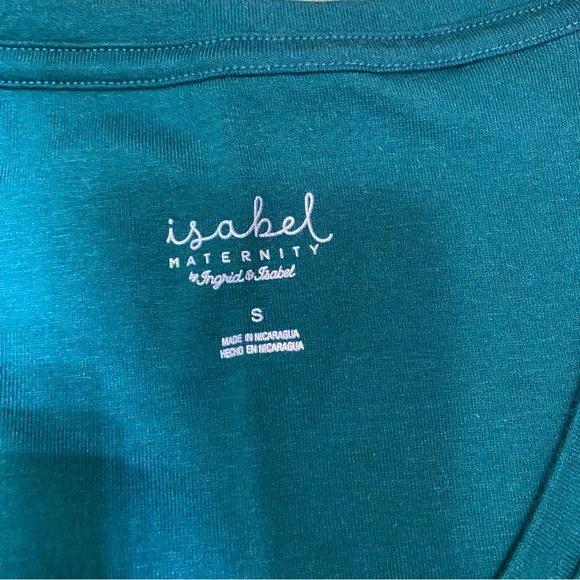 isabel
MATERNITY
by Ingrid & Isabel
S
MADE IN NICARAGUA
HECHO EN NICARAGUA